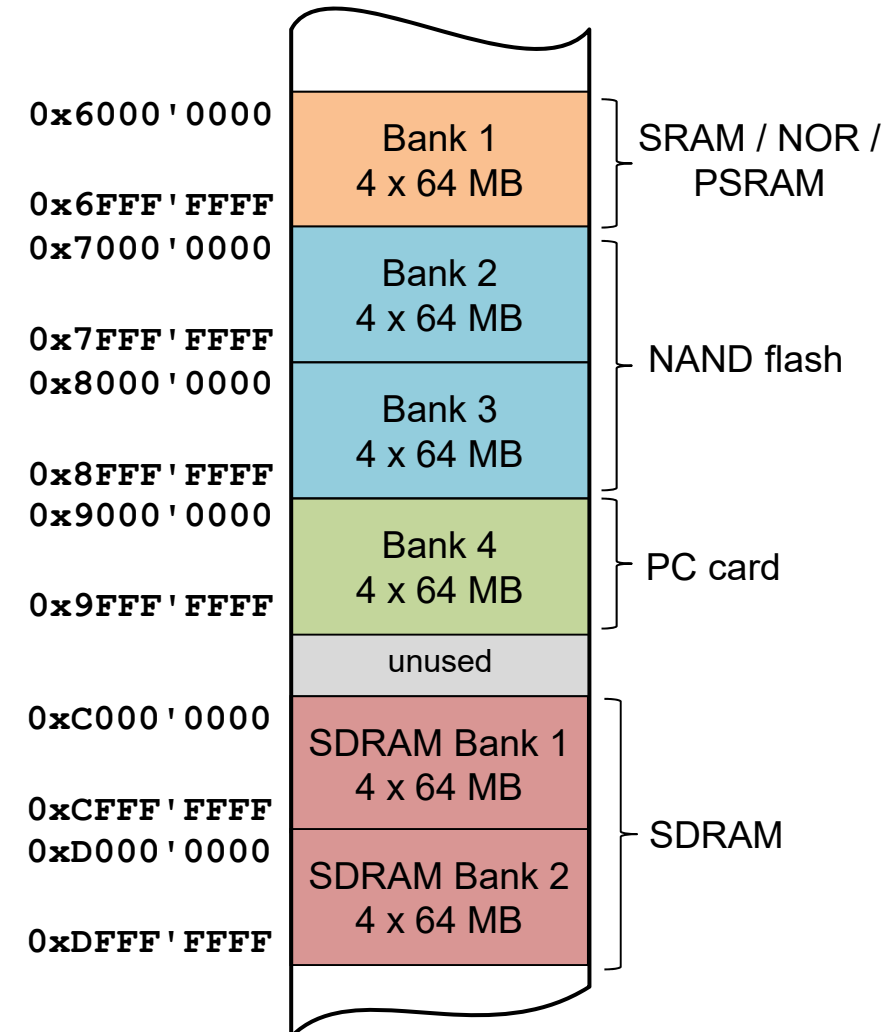 0x6000'0000
Bank 1
4 x 64 MB
SRAM / NOR /
PSRAM
0x6FFF'FFFF
0x7000'0000
Bank 2
4 x 64 MB
0x7FFF'FFFF
NAND flash
0x8000'0000
Bank 3
4 x 64 MB
0x8FFF'FFFF
0x9000'0000
Bank 4
4 x 64 MB
PC card
0x9FFF'FFFF
unused
0xC000'0000
SDRAM Bank 1
4 x 64 MB
0xCFFF'FFFF
SDRAM
0xD000'0000
SDRAM Bank 2
4 x 64 MB
0xDFFF'FFFF